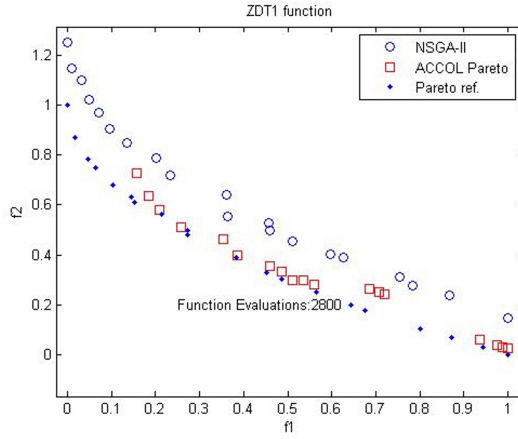 ZDT1 function
NSGA-II
ACCOL Pareto
Pareto ref.
1.2
1
0.8
0.6
0.4
0.2
0
f2
Function Evaluations:2800
0
0.1
0.2
0.3
0.4
0.5
0.6
0.7
0.8
0.9
1
f1